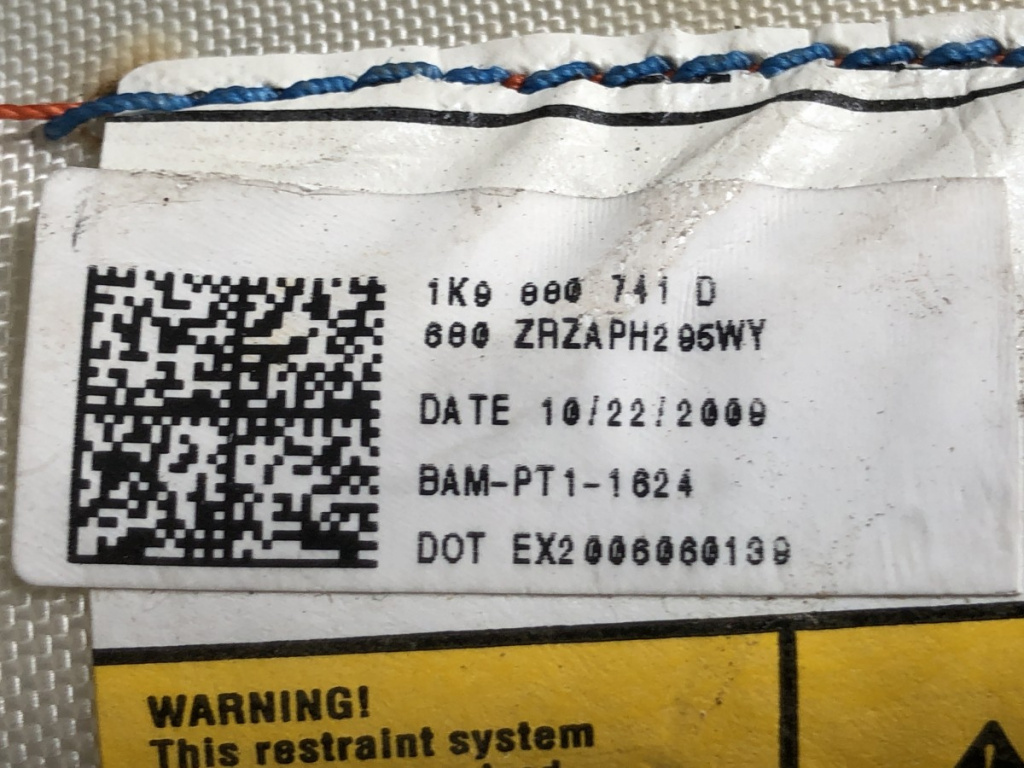 1K9 880 741 D
680 ZRZAPH295WY
DATE 10/22/2009
BAM-PT1-1624
DOT EX2006060139
WARNING!
This restraint system